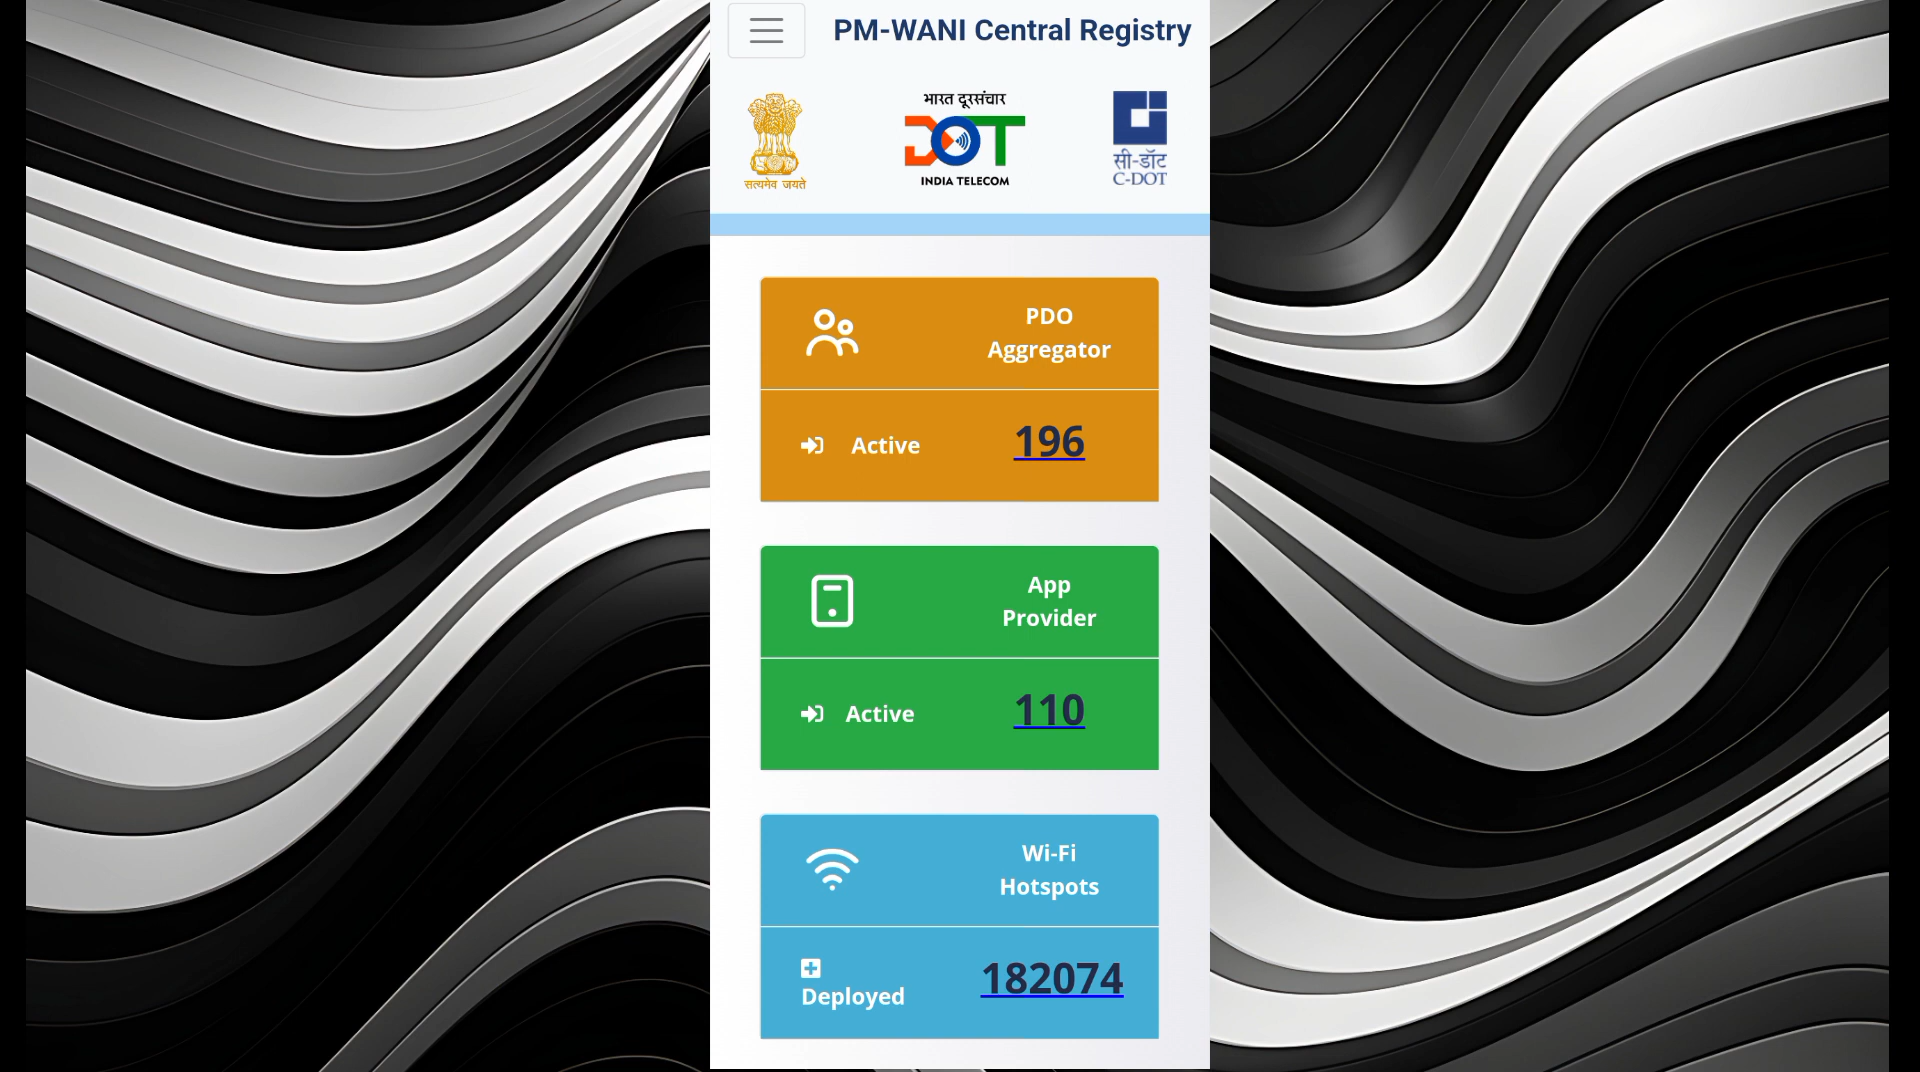 PM-WANI Central Registry
सत्यमेव जयते
भारत दूरसंचार
DOT
INDIA TELECOM
सी-डॉट
C-DOT
PDO
Aggregator
Active 196
App
Provider
Active 110
Wi-Fi
Hotspots
Deployed 182074